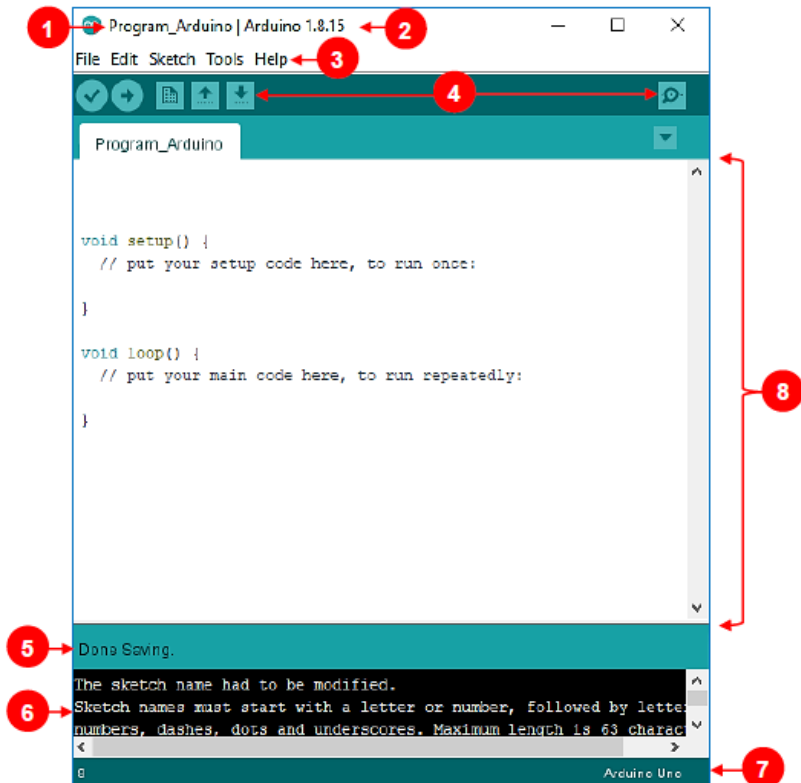 1 Program_Arduino | Arduino 1.8.15 2
File Edit Sketch Tools Help 3
4
Program_Arduino
void setup() {
// put your setup code here, to run once:
}
void loop() {
// put your main code here, to run repeatedly:
}
8
5 Done Saving.
The sketch name had to be modified.
6 Sketch names must start with a letter or number, followed by lette
numbers, dashes, dots and underscores. Maximum length is 63 charac
Arduino Uno 7